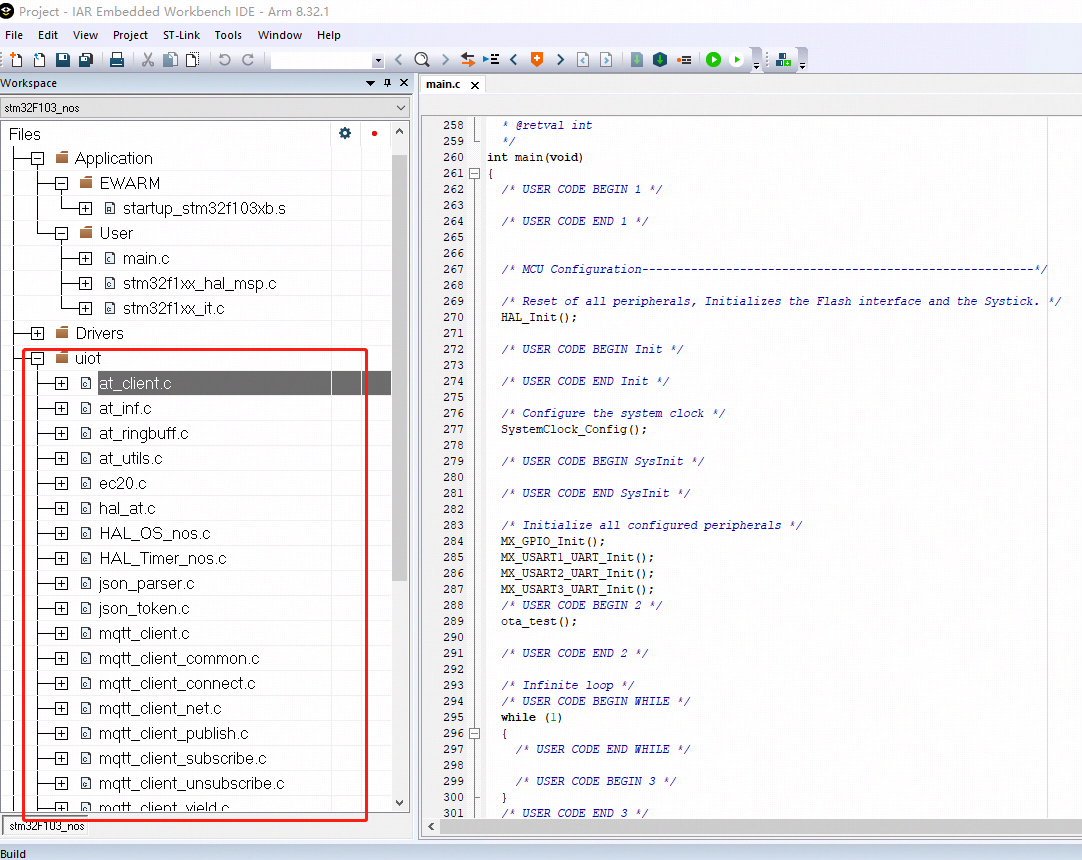 Project - IAR Embedded Workbench IDE - Arm 8.32.1
File Edit View Project ST-Link Tools Window Help
Workspace
stm32F103_nos
Files
Application
EWARM
startup_stm32f103xb.s
User
main.c
stm32f1xx_hal_msp.c
stm32f1xx_it.c
Drivers
uiot
at_client.c
at_inf.c
at_ringbuff.c
at_utils.c
ec20.c
hal_at.c
HAL_OS_nos.c
HAL_Timer_nos.c
json_parser.c
json_token.c
mqtt_client.c
mqtt_client_common.c
mqtt_client_connect.c
mqtt_client_net.c
mqtt_client_publish.c
mqtt_client_subscribe.c
mqtt_client_unsubscribe.c
mqtt_client_yield.c
stm32F103_nos
Build
main.c
258 * @retval int
259 */
260 int main(void)
261 {
262 /* USER CODE BEGIN 1 */
263
264 /* USER CODE END 1 */
265
266
267 /* MCU Configuration--------------------------------------------------------*/
268
269 /* Reset of all peripherals, Initializes the Flash interface and the Systick. */
270 HAL_Init();
271
272 /* USER CODE BEGIN Init */
273
274 /* USER CODE END Init */
275
276 /* Configure the system clock */
277 SystemClock_Config();
278
279 /* USER CODE BEGIN SysInit */
280
281 /* USER CODE END SysInit */
282
283 /* Initialize all configured peripherals */
284 MX_GPIO_Init();
285 MX_USART1_UART_Init();
286 MX_USART2_UART_Init();
287 MX_USART3_UART_Init();
288 /* USER CODE BEGIN 2 */
289 ota_test();
290
291 /* USER CODE END 2 */
292
293 /* Infinite loop */
294 /* USER CODE BEGIN WHILE */
295 while (1)
296 {
297 /* USER CODE END WHILE */
298
299 /* USER CODE BEGIN 3 */
300 }
301 /* USER CODE END 3 */